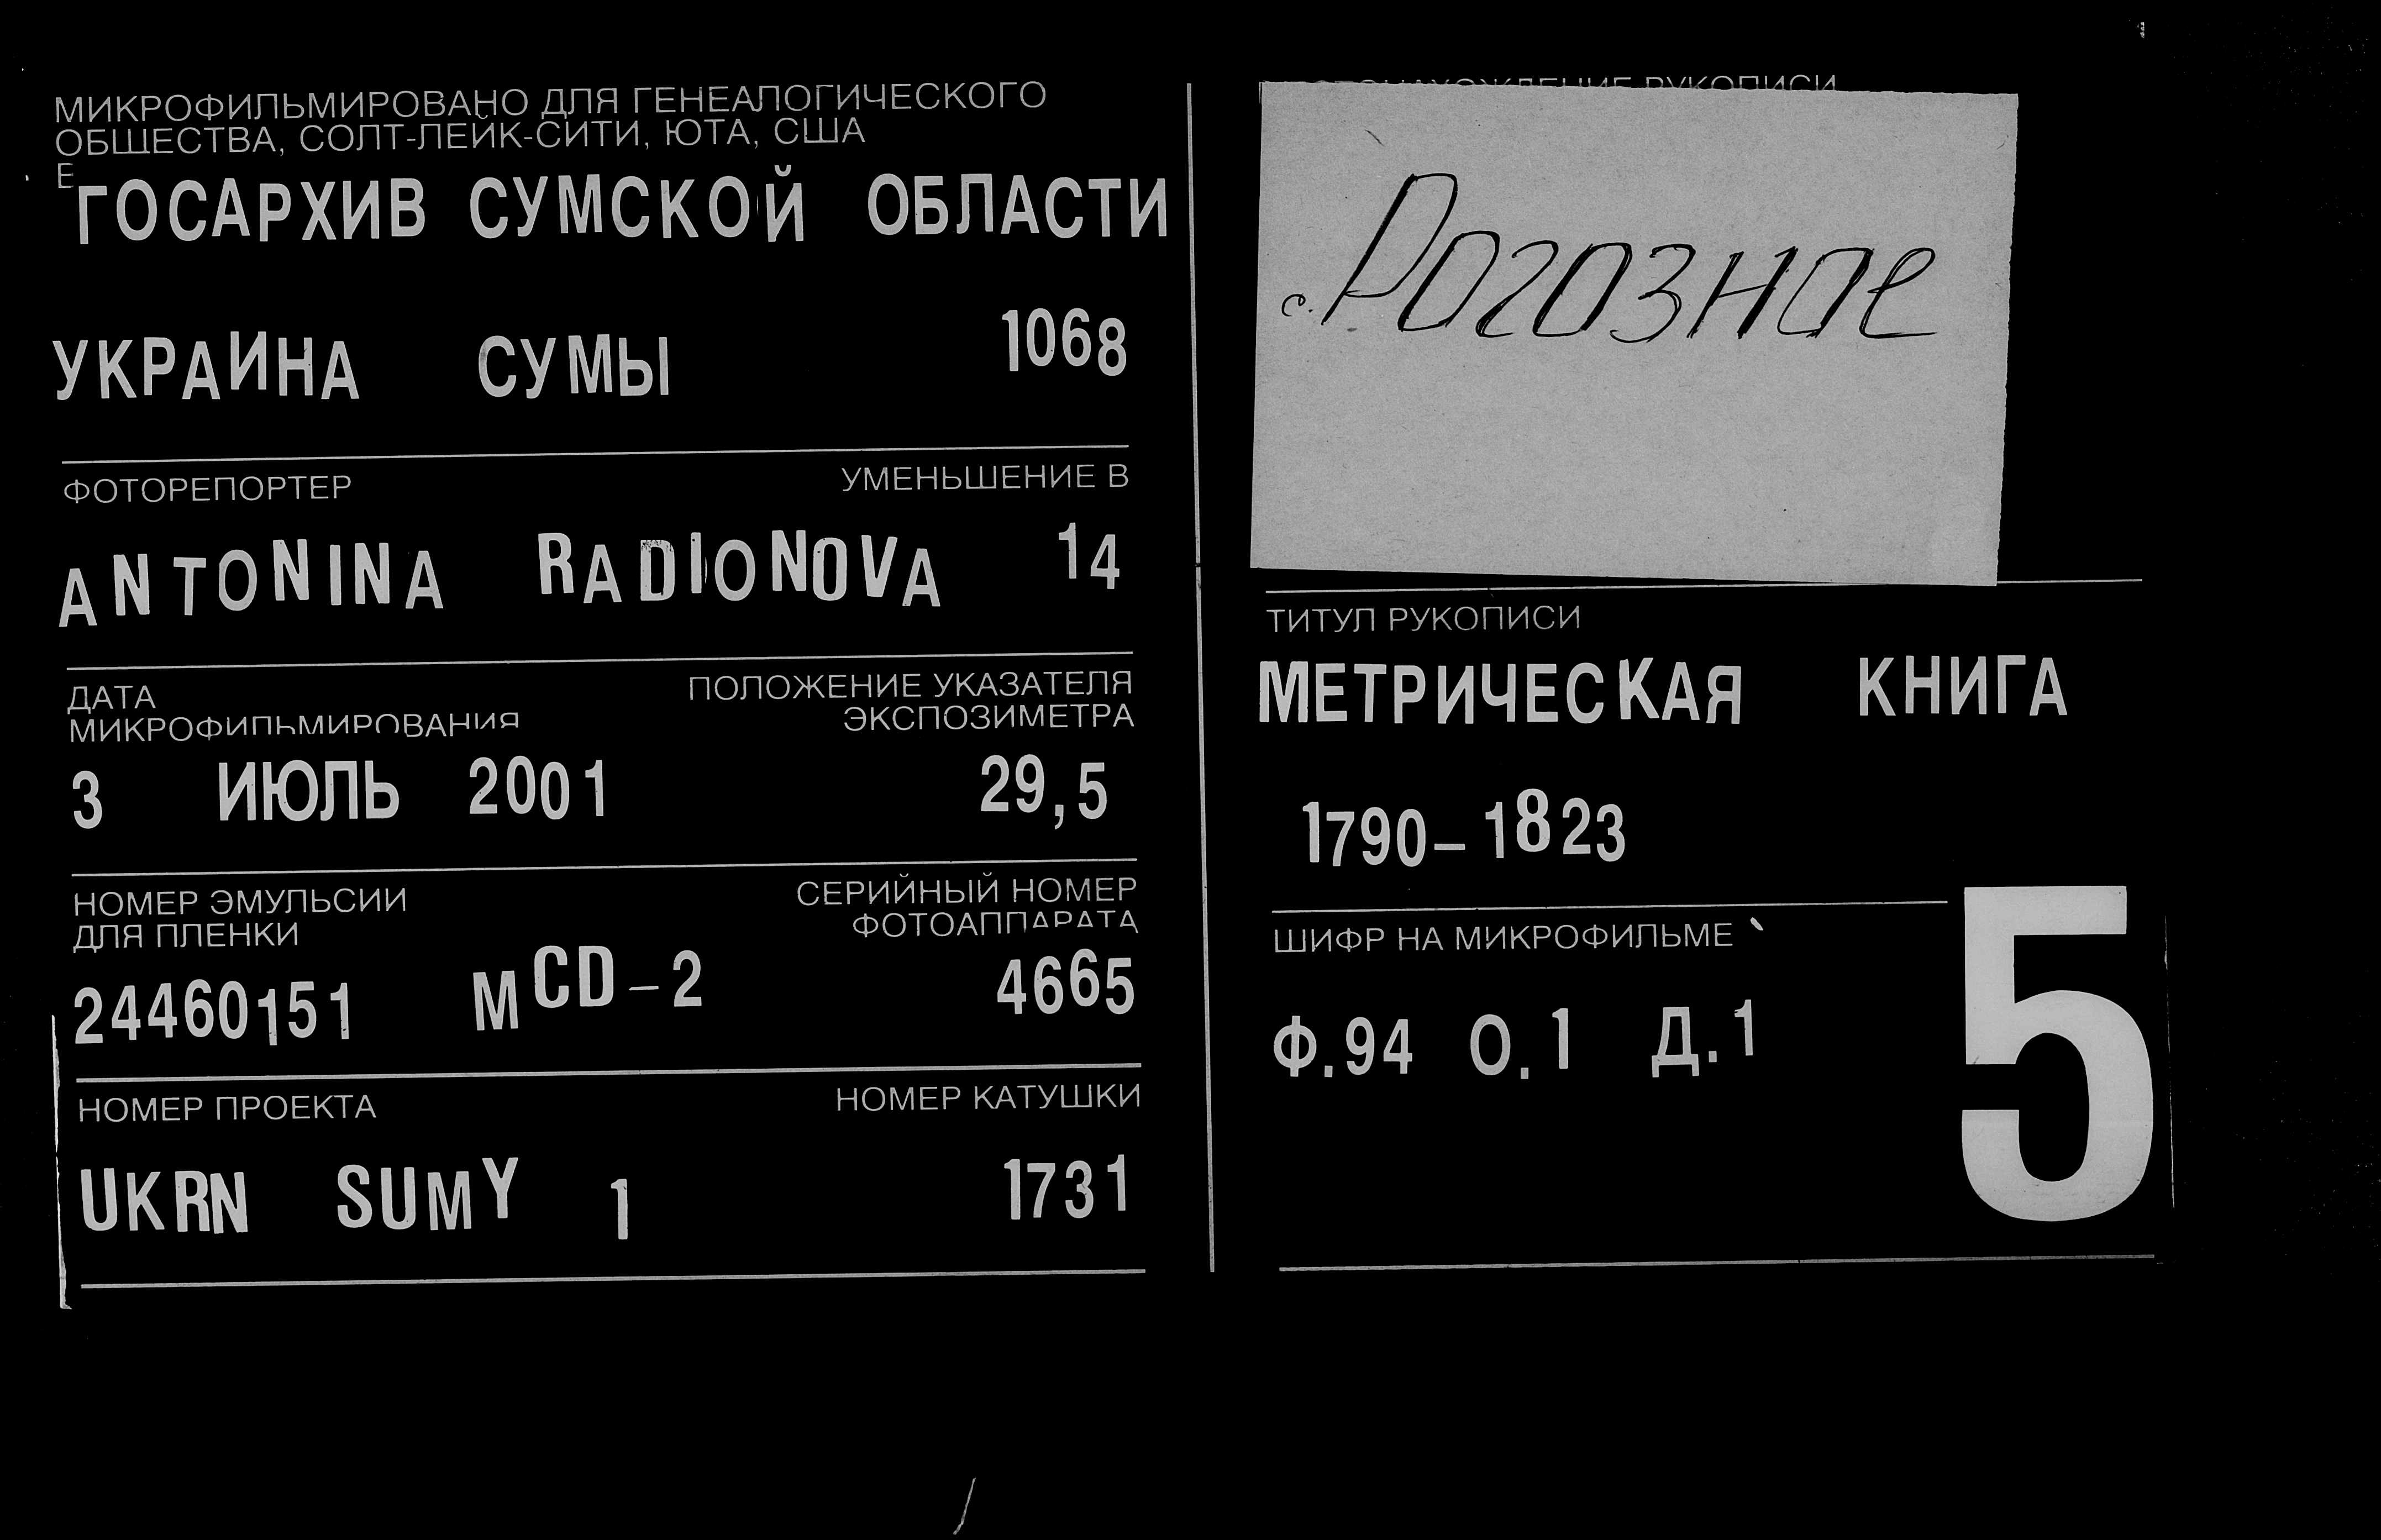 МИКРОФИЛЬМИРОВАНО ДЛЯ ГЕНЕАЛОГИЧЕСКОГО
ОБЩЕСТВА, СОЛТ-ЛЕЙК-СИТИ, ЮТА, США
Е
ГОСАРХИВ СУМСКОЙ ОБЛАСТИ
УКРАИНА СУМЫ 1068
ФОТОРЕПОРТЕР УМЕНЬШЕНИЕ В
ANTONINA RADIONOVA 14
ДАТА ПОЛОЖЕНИЕ УКАЗАТЕЛЯ
МИКРОФИЛЬМИРОВАНИЯ ЭКСПОЗИМЕТРА
3 ИЮЛЬ 2001 29,5
НОМЕР ЭМУЛЬСИИ СЕРИЙНЫЙ НОМЕР
ДЛЯ ПЛЕНКИ ФОТОАППАРАТА
24460151 MCD-2 4665
НОМЕР ПРОЕКТА НОМЕР КАТУШКИ
UKRN SUMY 1 1731
РУКОПИСИ
с. Рогозное
ТИТУЛ РУКОПИСИ
МЕТРИЧЕСКАЯ КНИГА
1790-1823
ШИФР НА МИКРОФИЛЬМЕ
Ф.94 О.1 Д.1
5